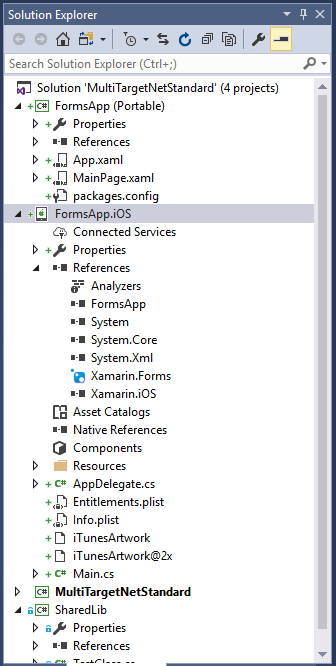 Solution Explorer
Search Solution Explorer (Ctrl+;)
Solution 'MultiTargetNetStandard' (4 projects)
FormsApp (Portable)
Properties
References
App.xaml
MainPage.xaml
packages.config
FormsApp.iOS
Connected Services
Properties
References
Analyzers
FormsApp
System
System.Core
System.Xml
Xamarin.Forms
Xamarin.iOS
Asset Catalogs
Native References
Components
Resources
AppDelegate.cs
Entitlements.plist
Info.plist
iTunesArtwork
iTunesArtwork@2x
Main.cs
MultiTargetNetStandard
SharedLib
Properties
References
TestClass.cs